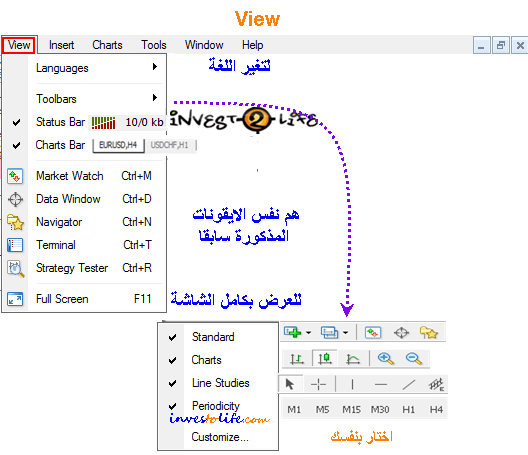 View
View Insert Charts Tools Window Help
Languages
لتغير اللغة
Toolbars
Status Bar 10/0 kb
INVEST-2-LIFE
Charts Bar EURUSD,H4 USDCHF,H1
Market Watch Ctrl+M
Data Window Ctrl+D
Navigator Ctrl+N
Terminal Ctrl+T
Strategy Tester Ctrl+R
هم نفس الايقونات
المذكورة سابقا
Full Screen F11
للعرض بكامل الشاشة
Standard
Charts
Line Studies
Periodicity
investolife.com
Customize...
M1 M5 M15 M30 H1 H4
اختار بنفسك